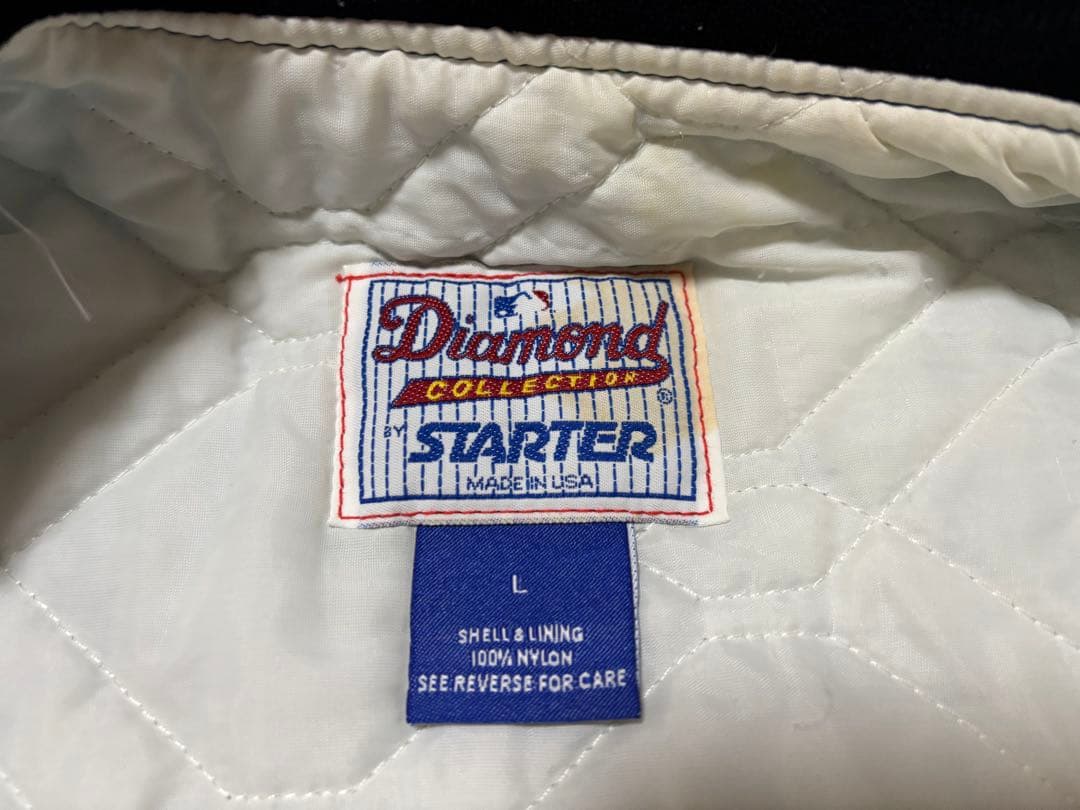 Diamond
COLLECTION
®
BY STARTER
MADE IN USA
L
SHELL & LINING
100% NYLON
SEE REVERSE FOR CARE